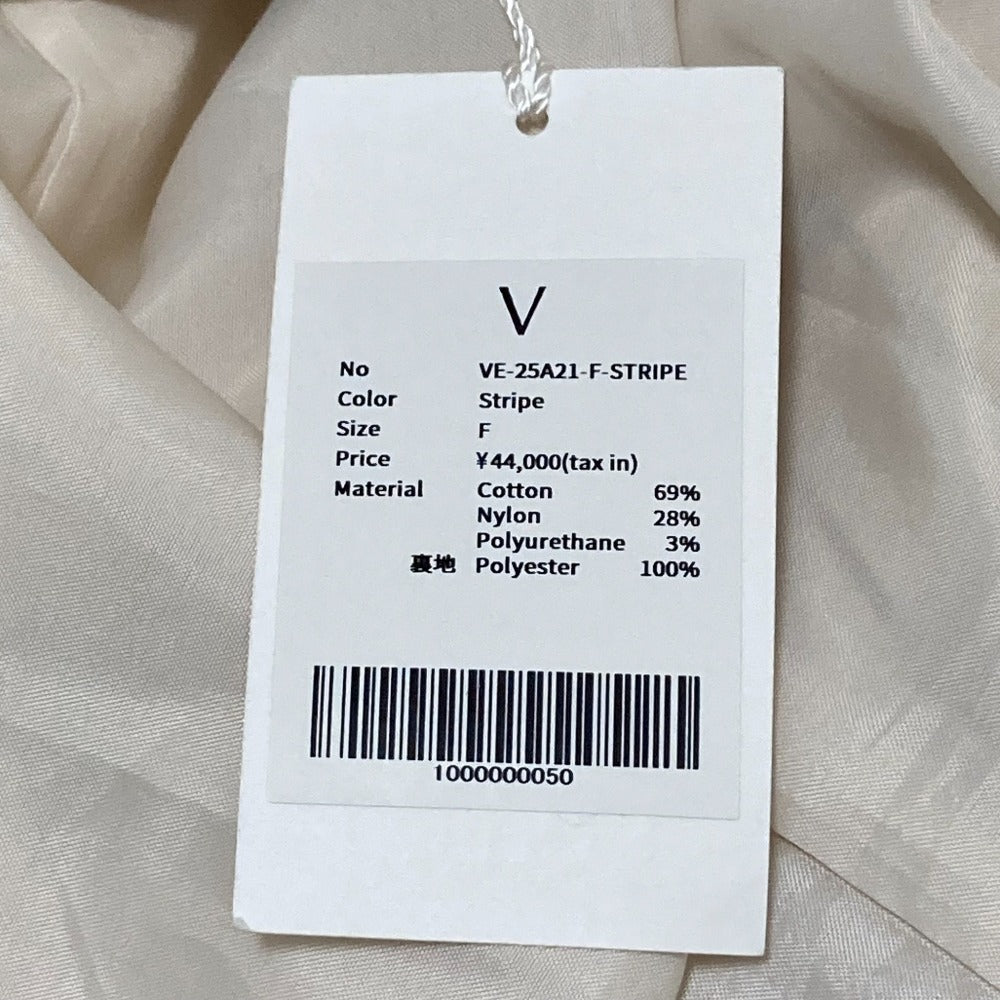 V
No VE-25A21-F-STRIPE
Color Stripe
Size F
Price ¥44,000(tax in)
Material Cotton 69%
Nylon 28%
Polyurethane 3%
裏地 Polyester 100%
1000000050